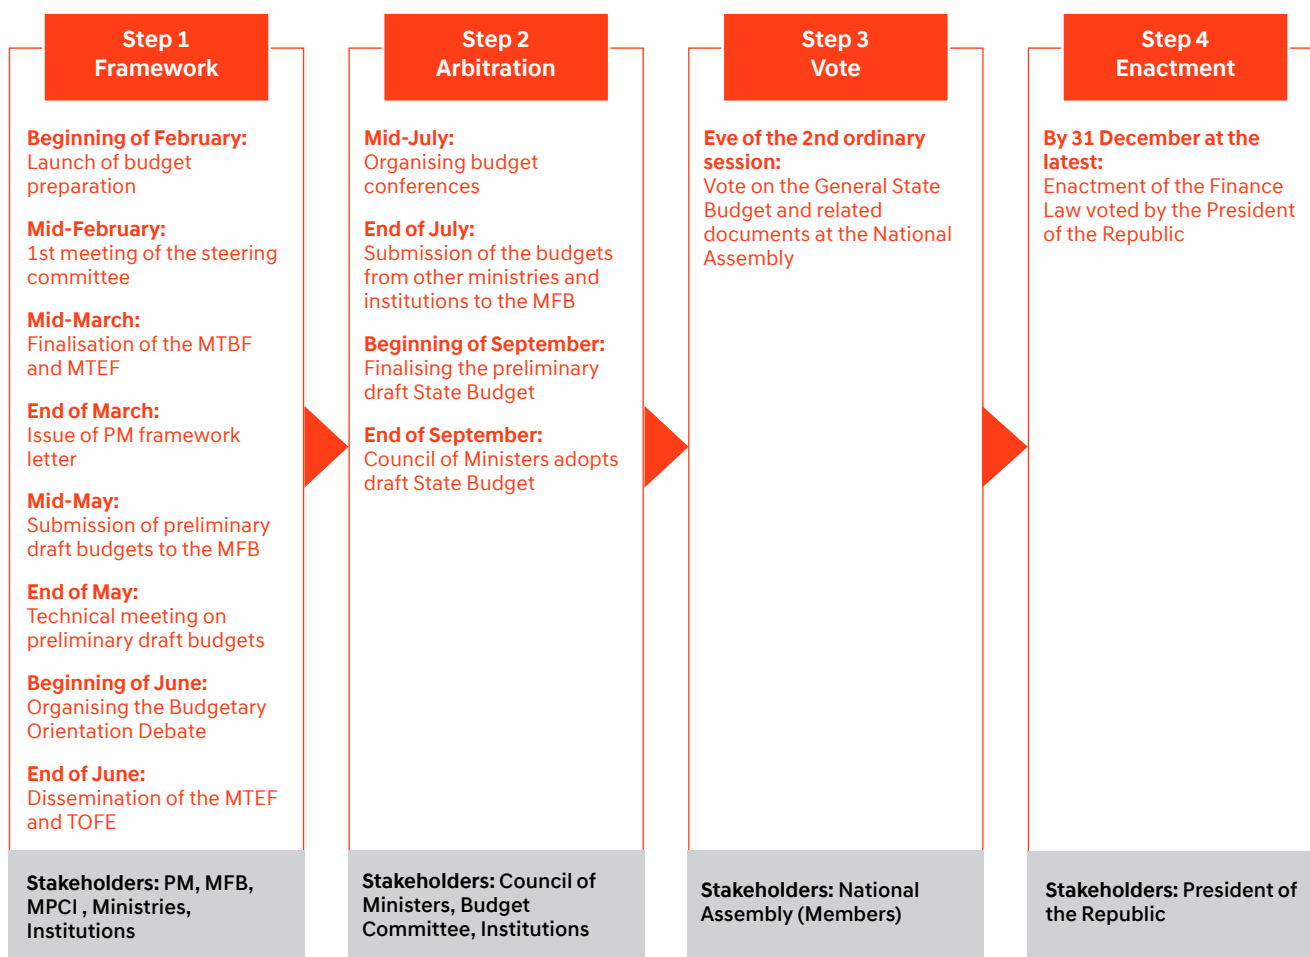 Step 1
Framework
Beginning of February:
Launch of budget
preparation
Mid-February:
1st meeting of the steering
committee
Mid-March:
Finalisation of the MTBF
and MTEF
End of March:
Issue of PM framework
letter
Mid-May:
Submission of preliminary
draft budgets to the MFB
End of May:
Technical meeting on
preliminary draft budgets
Beginning of June:
Organising the Budgetary
Orientation Debate
End of June:
Dissemination of the MTEF
and TOFE
Stakeholders: PM, MFB,
MPCI , Ministries,
Institutions
Step 2
Arbitration
Mid-July:
Organising budget
conferences
End of July:
Submission of the budgets
from other ministries and
institutions to the MFB
Beginning of September:
Finalising the preliminary
draft State Budget
End of September:
Council of Ministers adopts
draft State Budget
Stakeholders: Council of
Ministers, Budget
Committee, Institutions
Step 3
Vote
Eve of the 2nd ordinary
session:
Vote on the General State
Budget and related
documents at the National
Assembly
Stakeholders: National
Assembly (Members)
Step 4
Enactment
By 31 December at the
latest:
Enactment of the Finance
Law voted by the President
of the Republic
Stakeholders: President of
the Republic